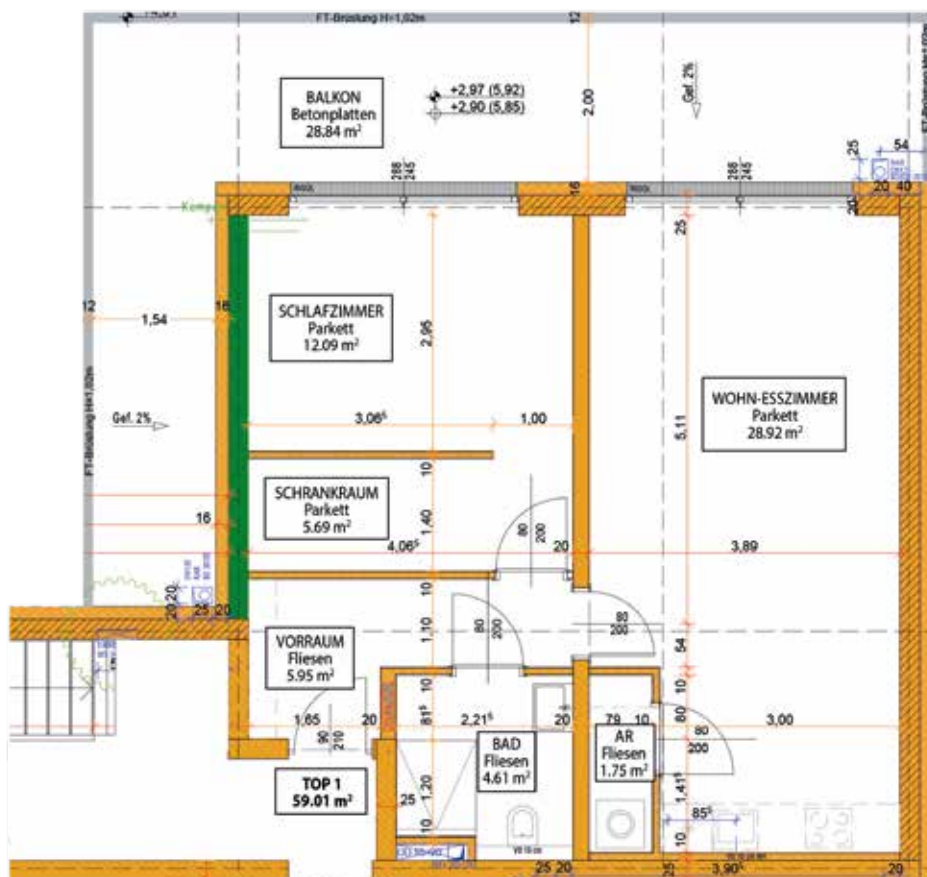 FT-Brüstung H=1,02m
12
BALKON
Betonplatten
28.84 m²
+2,97 (5,92)
+2,90 (5,85)
2,00
Gef. 2%
FT-Brüstung H=1,02m
25
54
288
245
16
288
245
20
40
20
25
12
1,54
16
SCHLAFZIMMER
Parkett
12.09 m²
2,95
WOHN-ESSZIMMER
Parkett
28.92 m²
5,11
Gef. 2%
FT-Brüstung H=1,02m
3,06⁵
1,00
10
SCHRANKRAUM
Parkett
5.69 m²
1,40
80
200
16
4,06⁵
20
3,89
20
20
25
20
10
1,10
VORRAUM
Fliesen
5.95 m²
80
200
80
200
54
10
10
81⁵
80
1,65
20
2,21⁵
20
79
10
3,00
90
210
80
200
BAD
Fliesen
4.61 m²
AR
Fliesen
1.75 m²
TOP 1
59.01 m²
25
1,20
1,41⁵
85⁵
10
10
25
20
25
3,90⁵
20